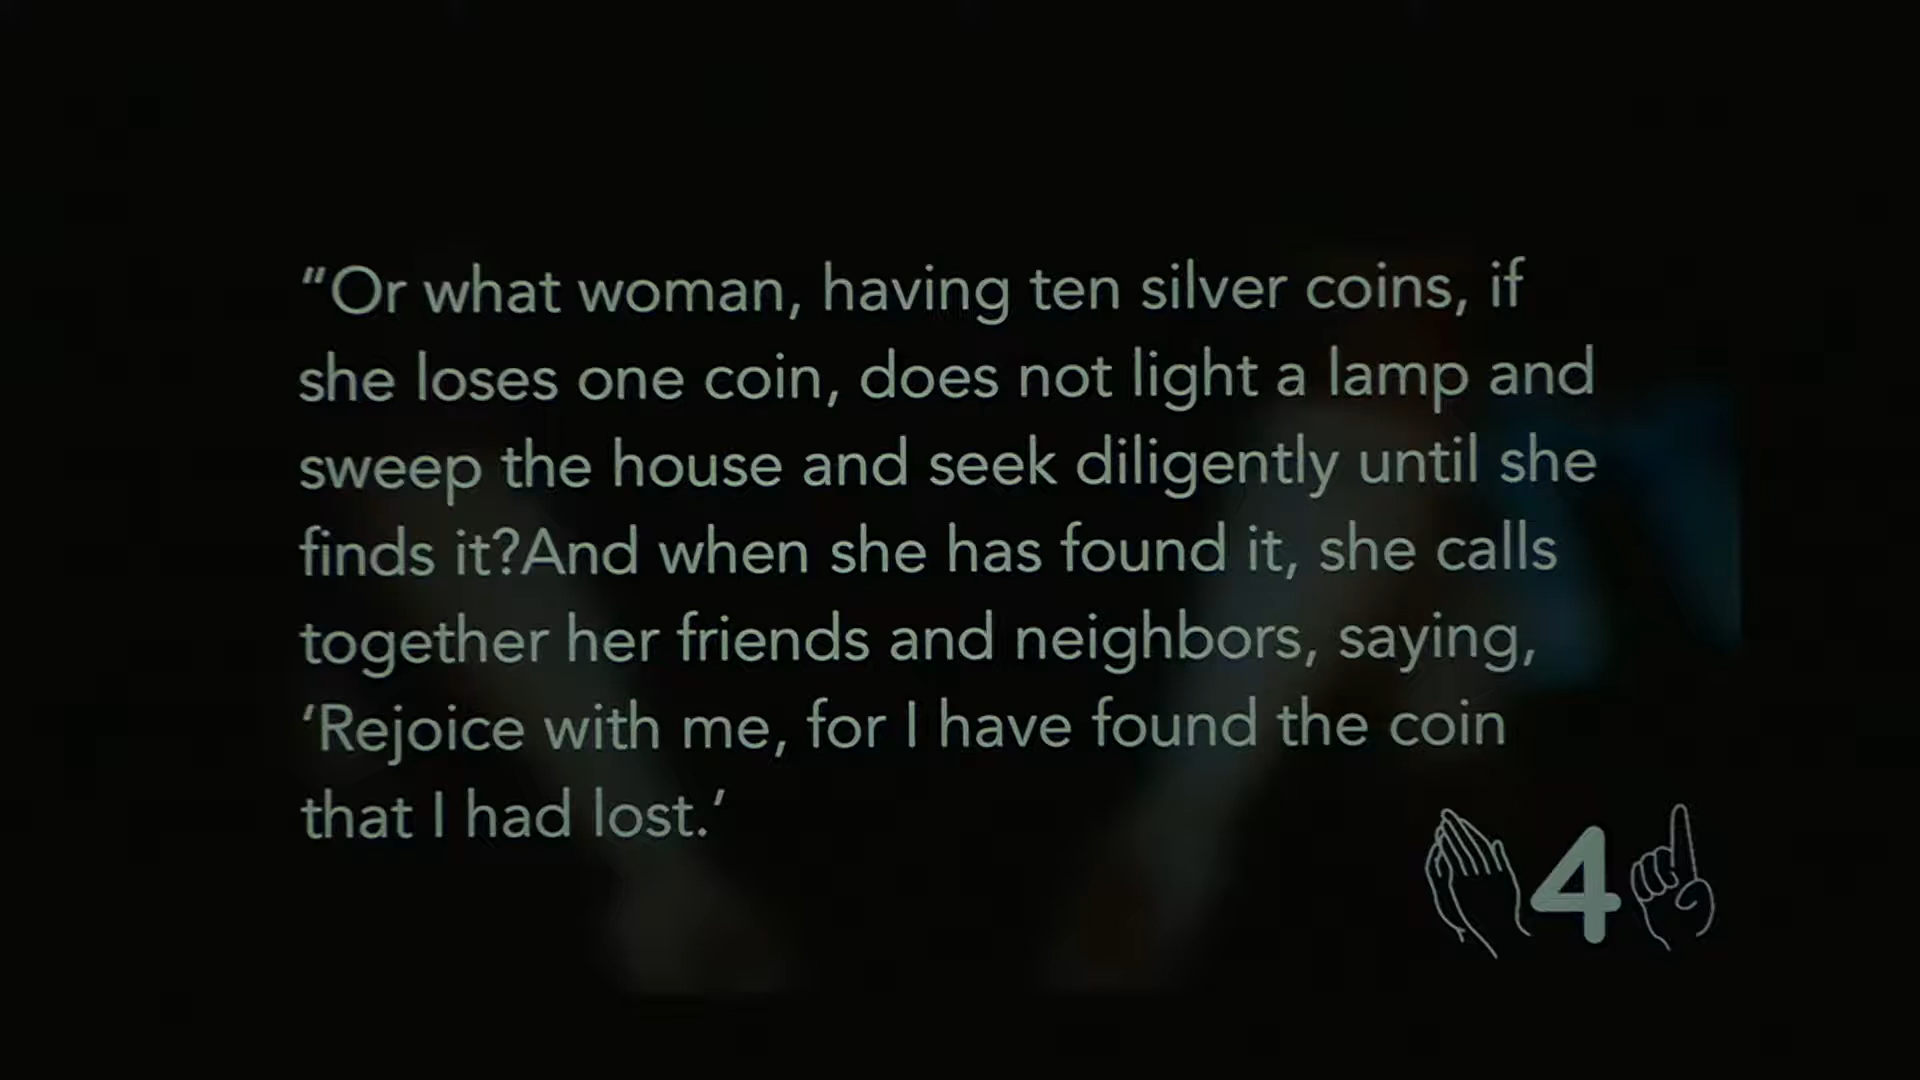 “Or what woman, having ten silver coins, if
she loses one coin, does not light a lamp and
sweep the house and seek diligently until she
finds it?And when she has found it, she calls
together her friends and neighbors, saying,
‘Rejoice with me, for I have found the coin
that I had lost.’
4